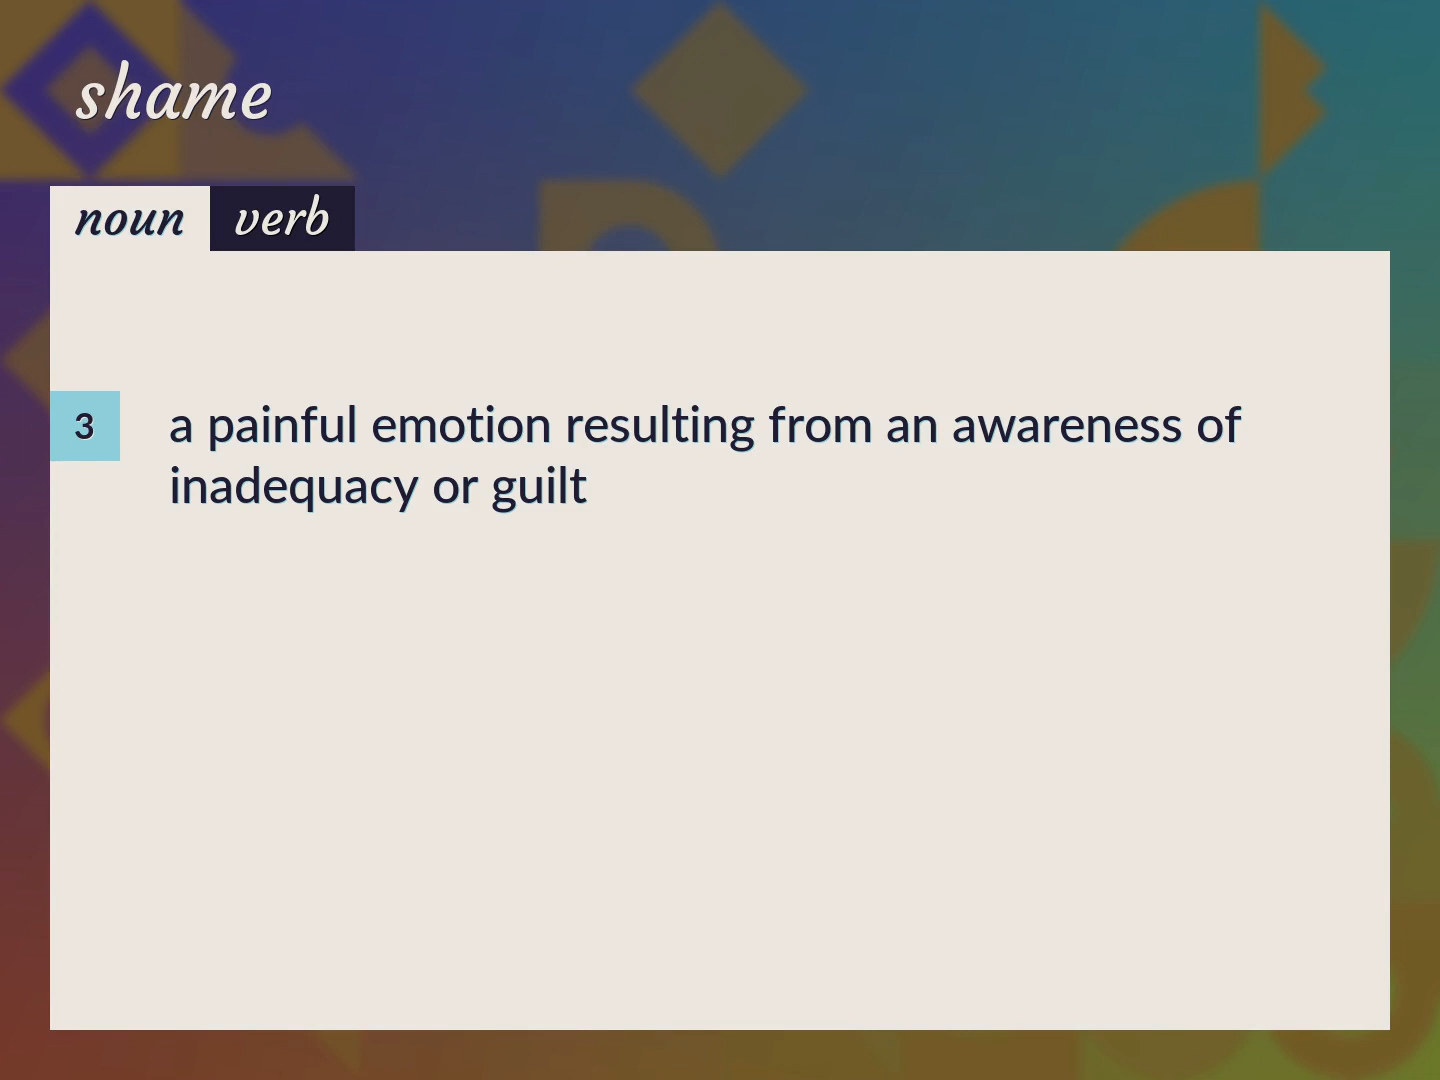 shame
noun verb
3 a painful emotion resulting from an awareness of
inadequacy or guilt